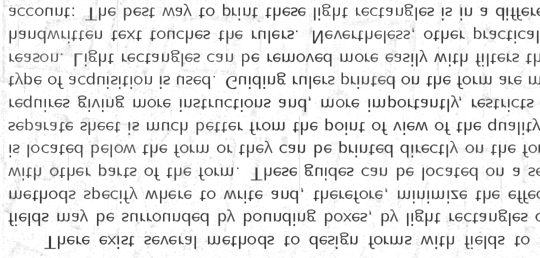 There exist several methods to design forms with fields to
fields may be surrounded by bounding boxes, by light rectangles o
methods specify where to write and, therefore, minimize the effec
with other parts of the form. These guides can be located on a se
is located below the form or they can be printed directly on the fo
separate sheet is much better from the point of view of the quality
requires giving more instructions and, more importantly, restricts
type of acquisition is used. Guiding rulers printed on the form are m
reason. Light rectangles can be removed more easily with filters th
handwritten text touches the rulers. Nevertheless, other practical
account: The best way to print these light rectangles is in a differe